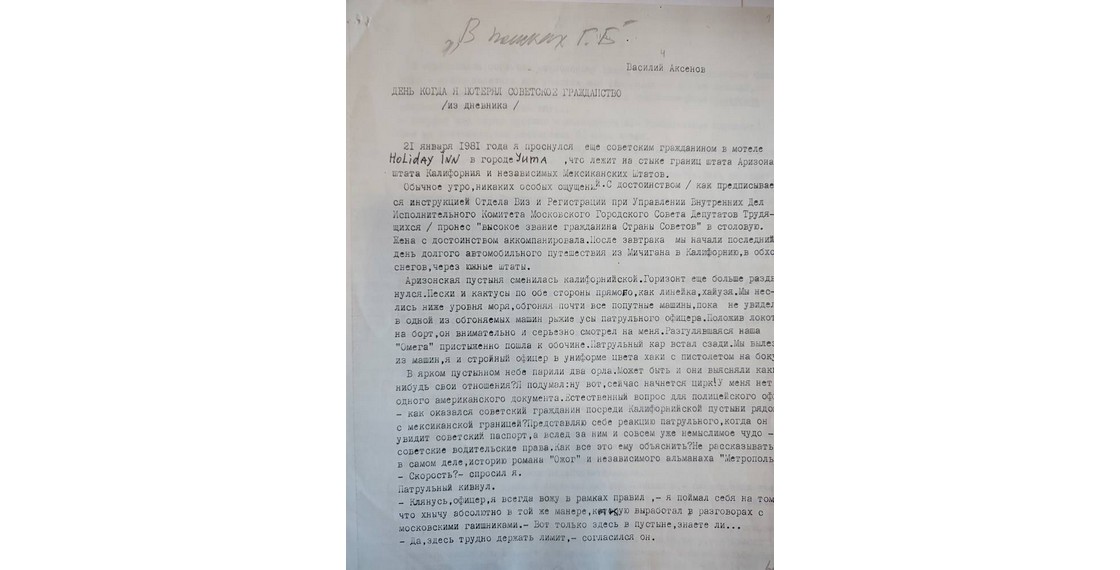 „В поисках Г.Б".
Василий Аксенов
ДЕНЬ КОГДА Я ПОТЕРЯЛ СОВЕТСКОЕ ГРАЖДАНСТВО
/из дневника /
21 января 1981 года я проснулся еще советским гражданином в мотеле
HOLIDAY INN в городе YUMA ,что лежит на стыке границ штата Аризона
штата Калифорния и независимых Мексиканских Штатов.
Обычное утро,никаких особых ощущений.С достоинством / как предписывае
ся инструкцией Отдела Виз и Регистрации при Управлении Внутренних Дел
Исполнительного Комитета Московского Городского Совета Депутатов Трудя-
щихся / пронес "высокое звание гражданина Страны Советов" в столовую.
Жена с достоинством аккомпанировала.После завтрака мы начали последний
день долгого автомобильного путешествия из Мичигана в Калифорнию,в обхо
снегов,через южные штаты.
Аризонская пустыня сменилась калифорнийской.Горизонт еще больше раздв
нулся.Пески и кактусы по обе стороны прямого,как линейка,хайуэя.Мы нес-
лись ниже уровня моря,обгоняя почти все попутные машины,пока не увидел
в одной из обгоняемых машин рыжие усы патрульного офицера.Положив локот
на борт,он внимательно и серьезно смотрел на меня.Разгулявшаяся наша
"Омега" пристыженно пошла к обочине.Патрульный кар встал сзади.Мы выле
из машин,я и стройный офицер в униформе цвета хаки с пистолетом на боку
В ярком пустынном небе парили два орла.Может быть и они выясняли каки
нибудь свои отношения?Я подумал:ну вот,сейчас начнется цирк!У меня нет
одного американского документа.Естественный вопрос для полицейского оф
- как оказался советский гражданин посреди Калифорнийской пустыни рядо
с мексиканской границей?Представляю себе реакцию патрульного,когда он
увидит советский паспорт,а вслед за ним и совсем уже немыслимое чудо -
советские водительские права.Как все это ему объяснить?Не рассказывать
в самом деле,историю романа "Ожог" и независимого альманаха "Метрополь
- Скорость?- спросил я.
Патрульный кивнул.
- Клянусь,офицер,я всегда вожу в рамках правил ,- я поймал себя на том
что хнычу абсолютно в той же манере,которую выработал в разговорах с
московскими гаишниками.- Вот только здесь в пустыне,знаете ли...
- Да,здесь трудно держать лимит,- согласился он.